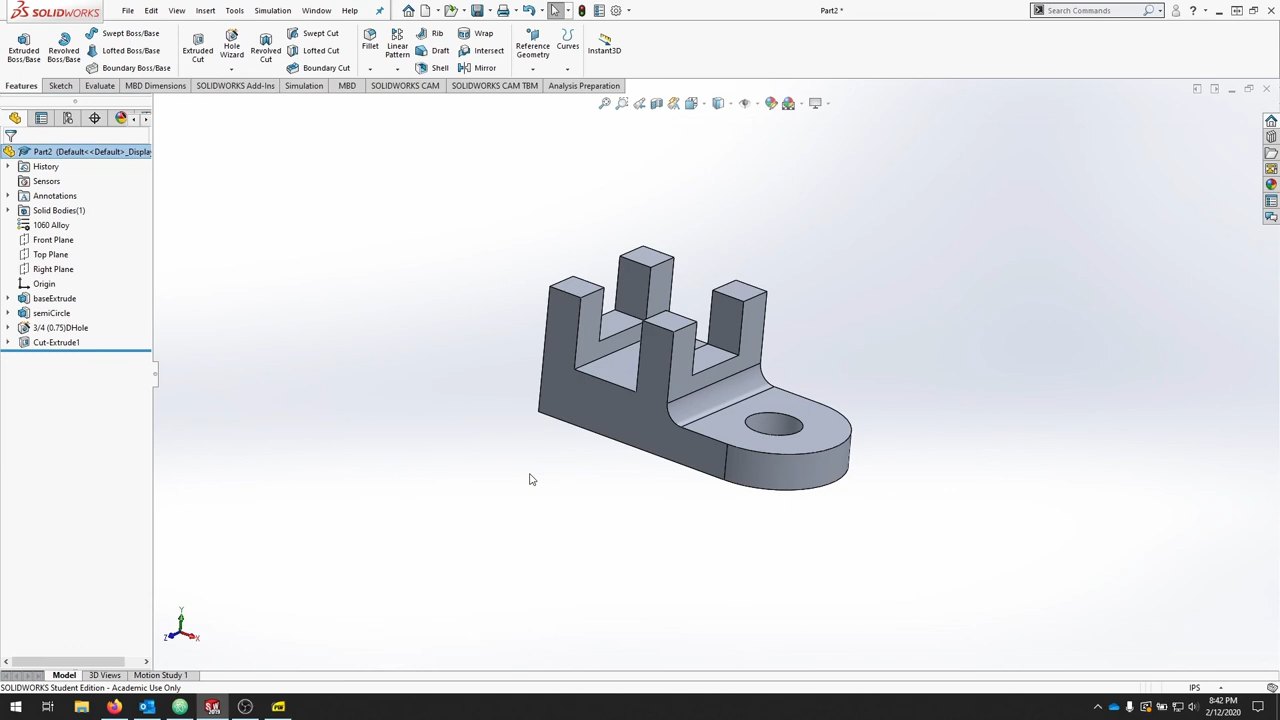 SOLIDWORKS
File Edit View Insert Tools Simulation Window Help
Part2 *
Search Commands
Extruded Boss/Base
Revolved Boss/Base
Swept Boss/Base
Lofted Boss/Base
Boundary Boss/Base
Extruded Cut
Hole Wizard
Revolved Cut
Swept Cut
Lofted Cut
Boundary Cut
Fillet
Linear Pattern
Rib
Draft
Shell
Wrap
Intersect
Mirror
Reference Geometry
Curves
Instant3D
Features Sketch Evaluate MBD Dimensions SOLIDWORKS Add-Ins Simulation MBD SOLIDWORKS CAM SOLIDWORKS CAM TBM Analysis Preparation
Part2 (Default<<Default>_Displa
History
Sensors
Annotations
Solid Bodies(1)
1060 Alloy
Front Plane
Top Plane
Right Plane
Origin
baseExtrude
semiCircle
3/4 (0.75)DHole
Cut-Extrude1
Y
Z X
Model 3D Views Motion Study 1
SOLIDWORKS Student Edition - Academic Use Only
IPS
8:42 PM
2/12/2020